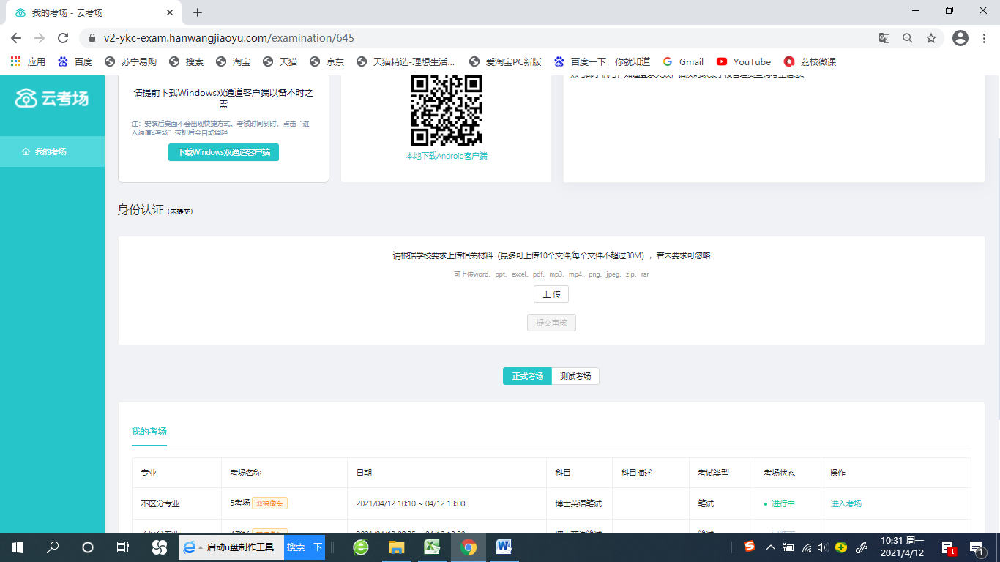 我的考场 - 云考场
v2-ykc-exam.hanwangjiaoyu.com/examination/645
应用 百度 苏宁易购 搜索 淘宝 天猫 京东 天猫精选-理想生活... 爱淘宝PC新版 百度一下，你就知道 Gmail YouTube 荔枝微课
云考场
我的考场
请提前下载Windows双通道客户端以备不时之
需
注：安装后桌面不会出现快捷方式。考试时间到时，点击“进
入通道2考场”按钮后会自动调起
下载Windows双通道客户端
本地下载Android客户端
身份认证 (未提交)
请根据学校要求上传相关材料（最多可上传10个文件,每个文件不超过30M），若未要求可忽略
可上传word、ppt、excel、pdf、mp3、mp4、png、jpeg、zip、rar
上 传
提交审核
正式考场 测试考场
我的考场
专业 考场名称 日期 科目 科目描述 考试类型 考场状态 操作
不区分专业 5考场 双摄像头 2021/04/12 10:10 ~ 04/12 13:00 博士英语笔试 笔试 进行中 进入考场
启动u盘制作工具 搜索一下
10:31 周一
2021/4/12
1
1